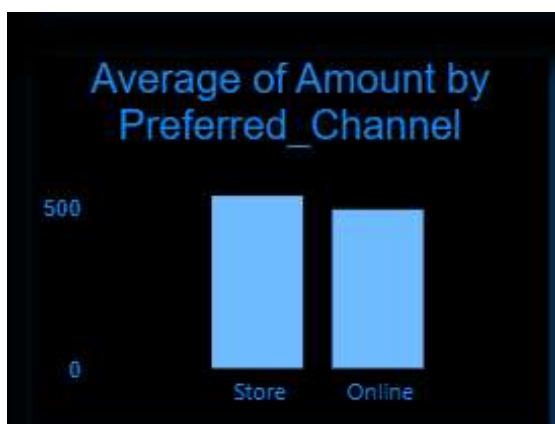 Average of Amount by
Preferred_Channel
500
0
Store Online